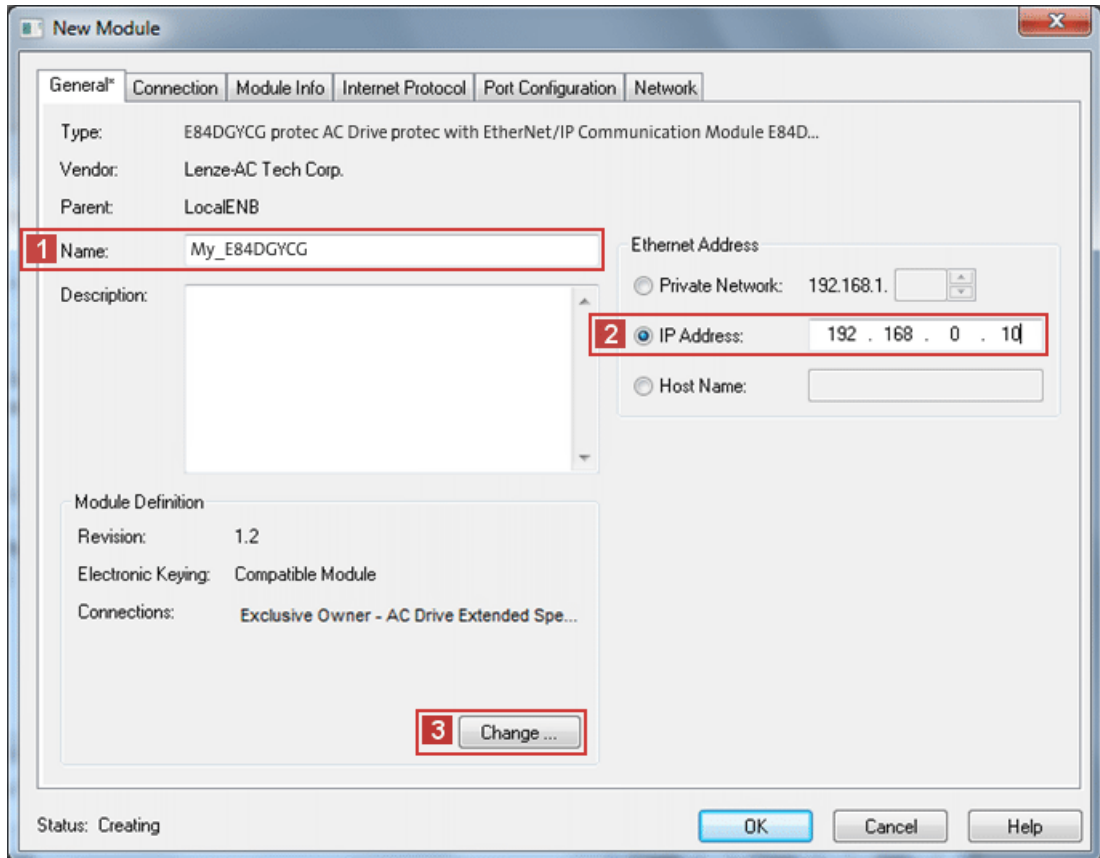 New Module
General* Connection Module Info Internet Protocol Port Configuration Network
Type: E84DGYCG protec AC Drive protec with EtherNet/IP Communication Module E84D...
Vendor: Lenze-AC Tech Corp.
Parent: LocalENB
1 Name: My_E84DGYCG
Description:
Ethernet Address
Private Network: 192.168.1.
2 IP Address: 192 . 168 . 0 . 10
Host Name:
Module Definition
Revision: 1.2
Electronic Keying: Compatible Module
Connections: Exclusive Owner - AC Drive Extended Spe...
3 Change ...
Status: Creating
OK Cancel Help